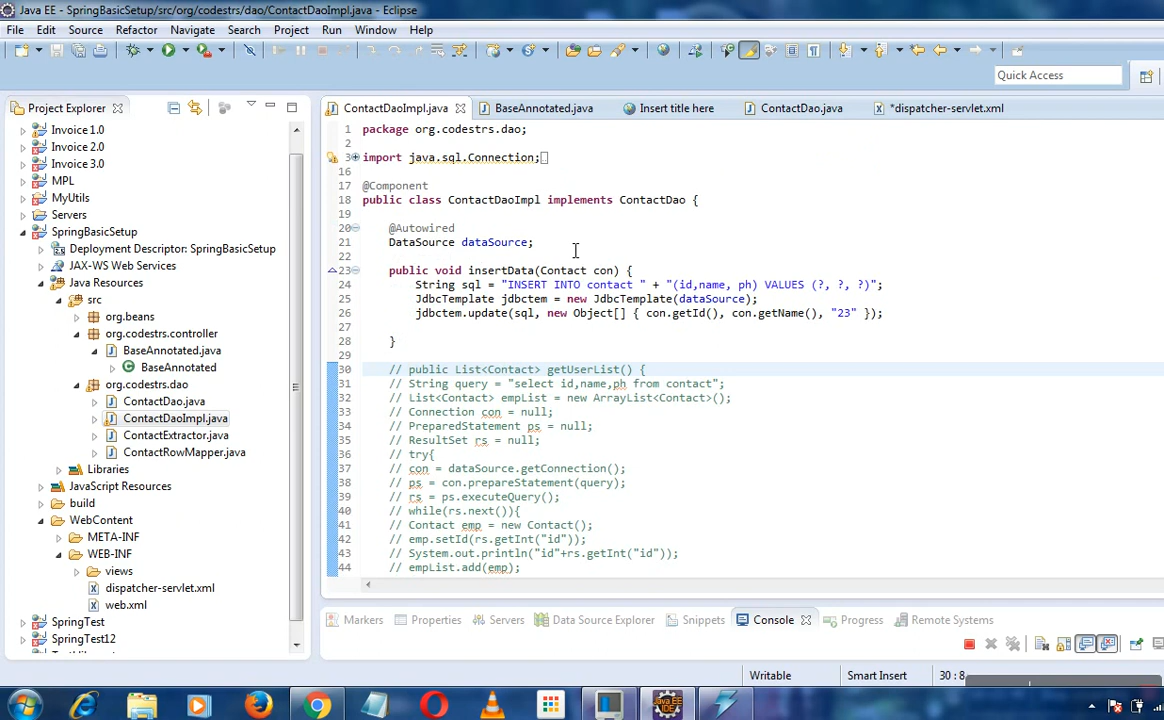 Java EE - SpringBasicSetup/src/org/codestrs/dao/ContactDaoImpl.java - Eclipse
File Edit Source Refactor Navigate Search Project Run Window Help
Quick Access
Project Explorer
Invoice 1.0
Invoice 2.0
Invoice 3.0
MPL
MyUtils
Servers
SpringBasicSetup
Deployment Descriptor: SpringBasicSetup
JAX-WS Web Services
Java Resources
src
org.beans
org.codestrs.controller
BaseAnnotated.java
BaseAnnotated
org.codestrs.dao
ContactDao.java
ContactDaoImpl.java
ContactExtractor.java
ContactRowMapper.java
Libraries
JavaScript Resources
build
WebContent
META-INF
WEB-INF
views
dispatcher-servlet.xml
web.xml
SpringTest
SpringTest12
ContactDaoImpl.java BaseAnnotated.java Insert title here ContactDao.java *dispatcher-servlet.xml
1 package org.codestrs.dao;
2
3 import java.sql.Connection;
16
17 @Component
18 public class ContactDaoImpl implements ContactDao {
19
20 @Autowired
21 DataSource dataSource;
22
23 public void insertData(Contact con) {
24 String sql = "INSERT INTO contact " + "(id,name, ph) VALUES (?, ?, ?)";
25 JdbcTemplate jdbctem = new JdbcTemplate(dataSource);
26 jdbctem.update(sql, new Object[] { con.getId(), con.getName(), "23" });
27
28 }
29
30 // public List<Contact> getUserList() {
31 // String query = "select id,name,ph from contact";
32 // List<Contact> empList = new ArrayList<Contact>();
33 // Connection con = null;
34 // PreparedStatement ps = null;
35 // ResultSet rs = null;
36 // try{
37 // con = dataSource.getConnection();
38 // ps = con.prepareStatement(query);
39 // rs = ps.executeQuery();
40 // while(rs.next()){
41 // Contact emp = new Contact();
42 // emp.setId(rs.getInt("id"));
43 // System.out.println("id"+rs.getInt("id"));
44 // empList.add(emp);
Markers Properties Servers Data Source Explorer Snippets Console Progress Remote Systems
Writable Smart Insert 30 : 8
Java EE IDE